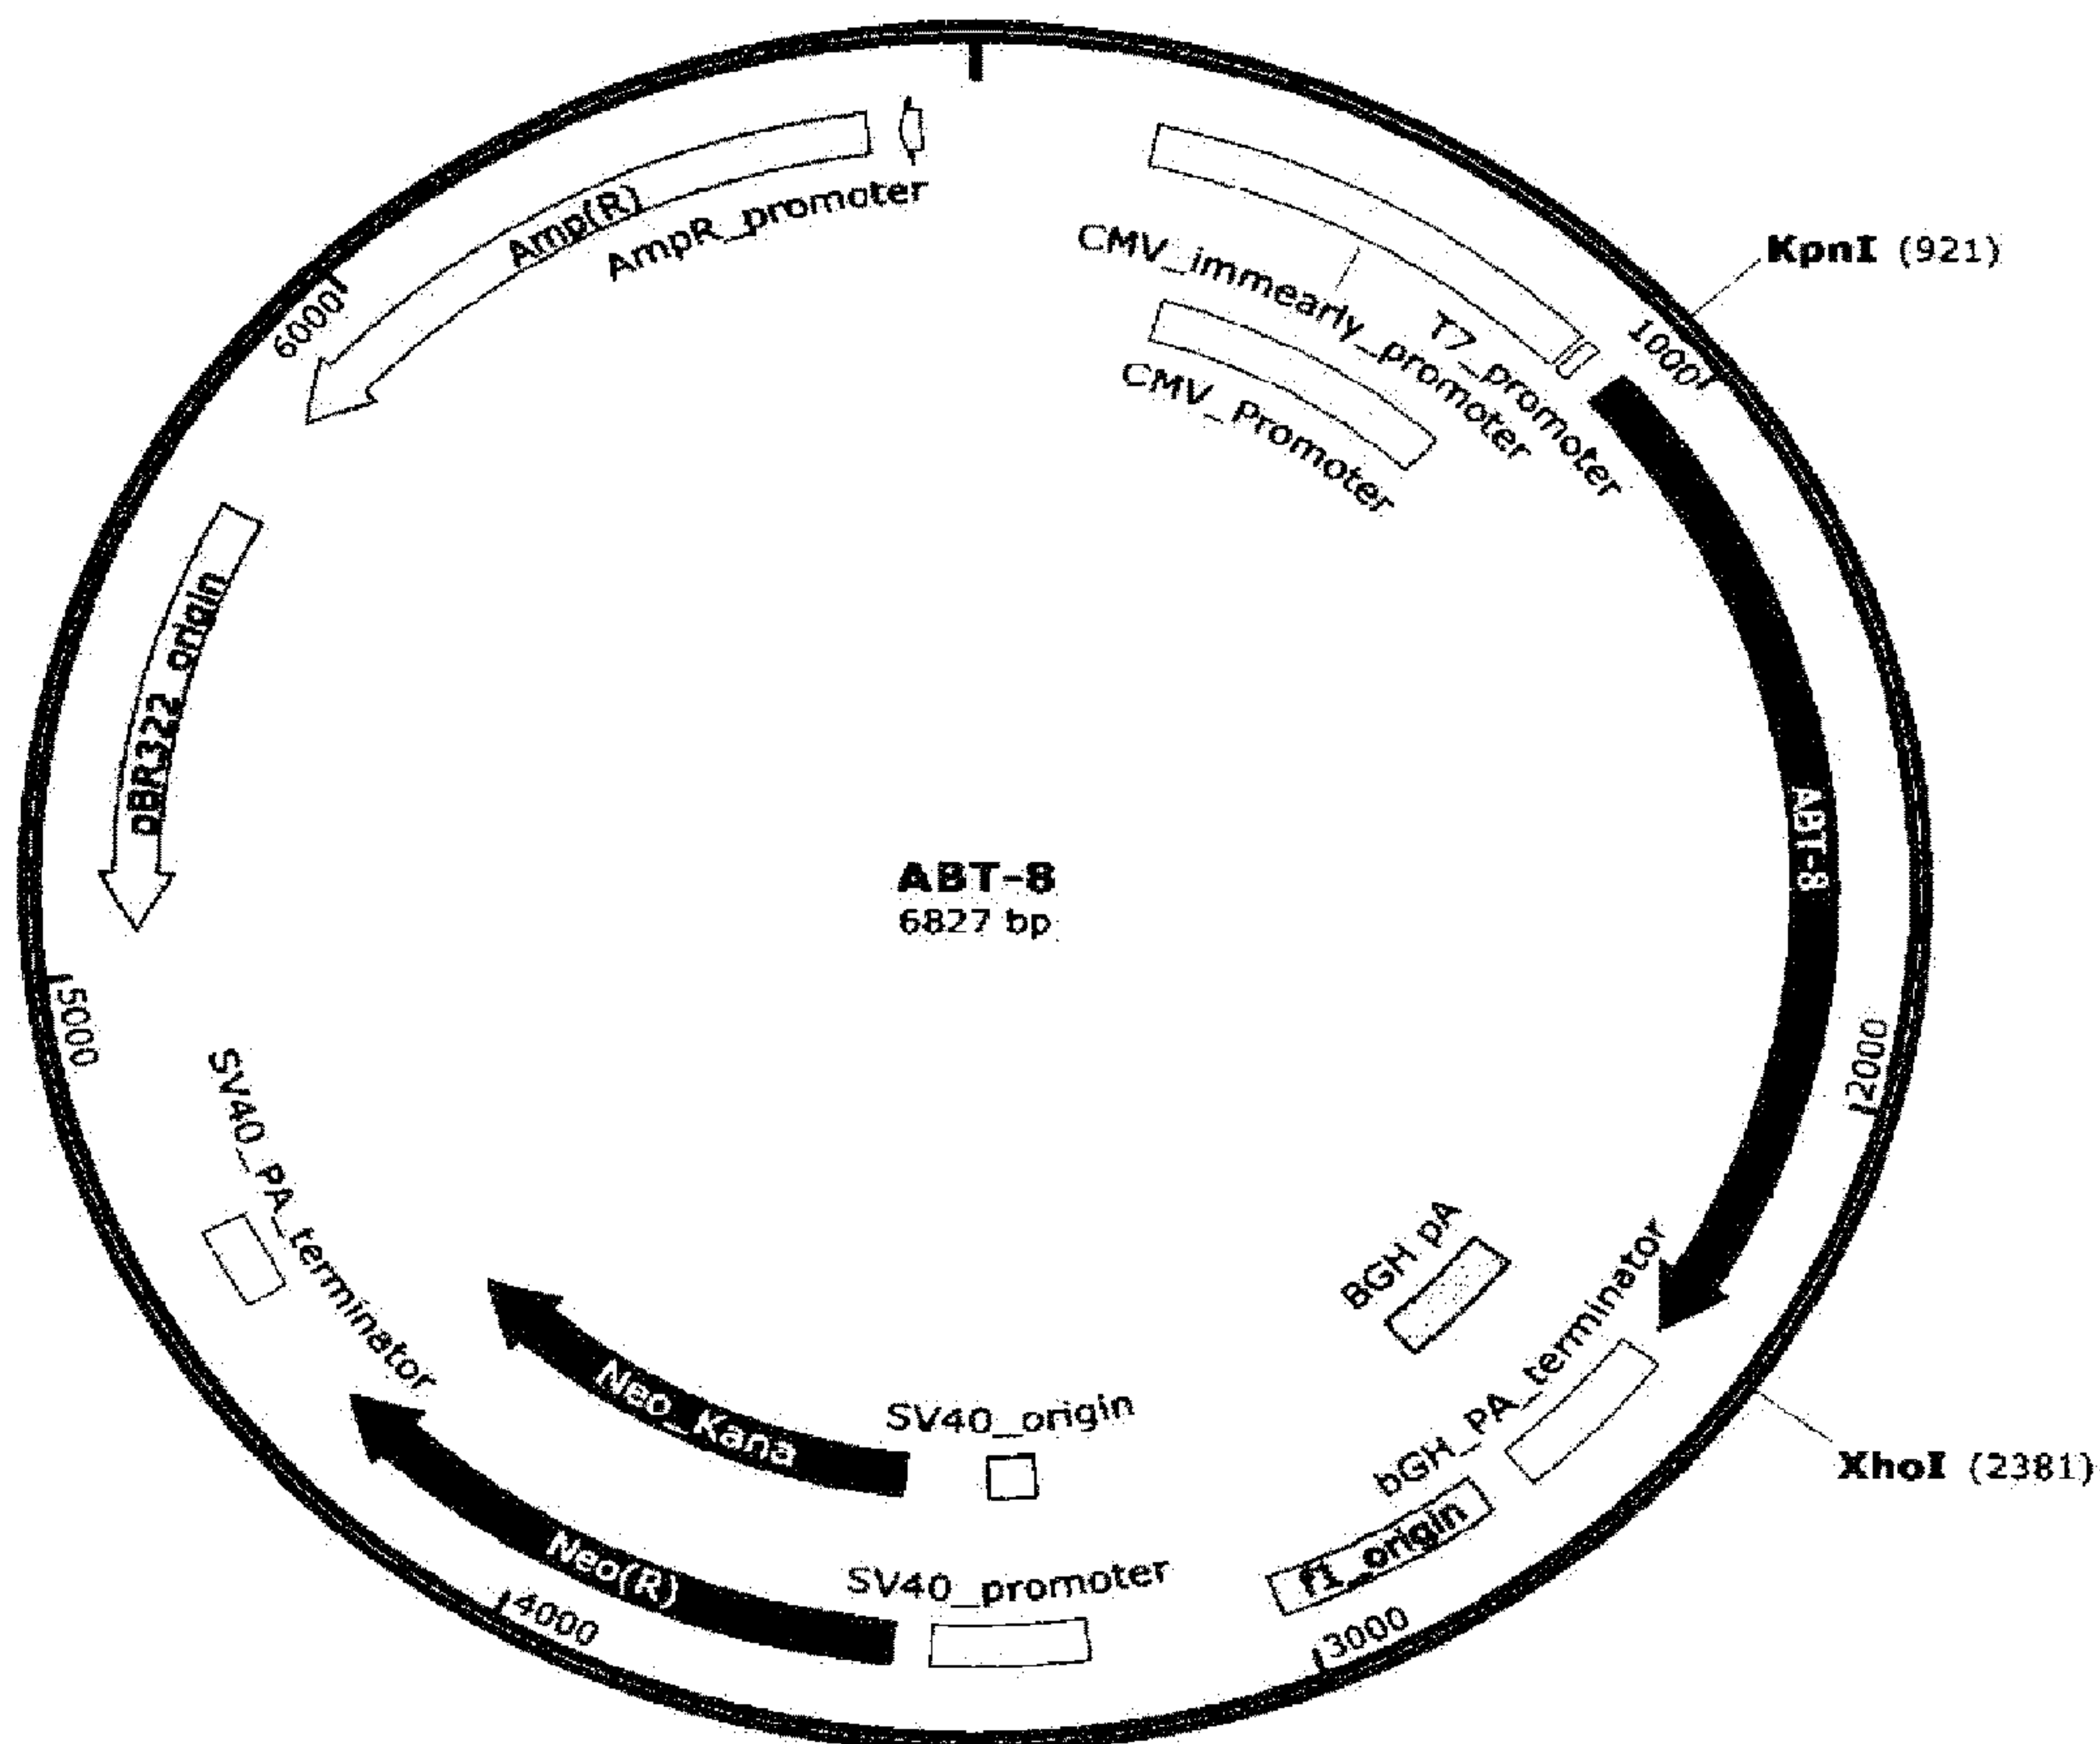 Amp(R)
AmpR_promoter
CMV_immearly_promoter
T7_promoter
CMV_Promoter
KpnI (921)
1000
6000
pBR322_origin
ABT-8
ABT-8
6827 bp
5000
2000
SV40_PA_terminator
BGH pA
bGH_PA_terminator
Neo_Kana
SV40_origin
XhoI (2381)
f1_origin
Neo(R)
SV40_promoter
4000
3000